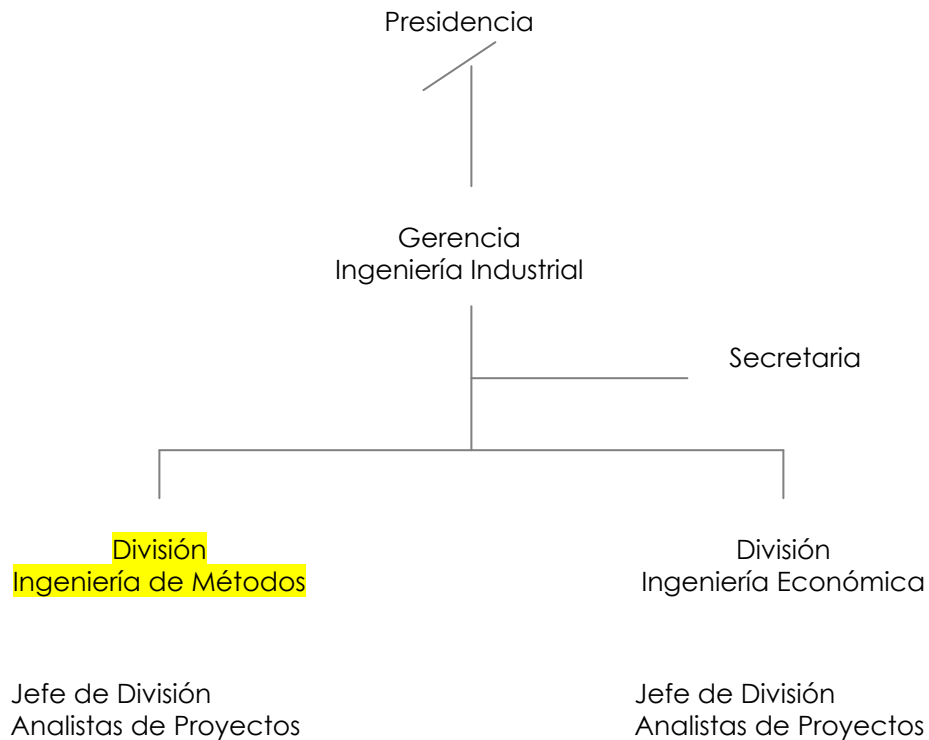 Presidencia
Gerencia
Ingeniería Industrial
Secretaria
División
Ingeniería de Métodos
División
Ingeniería Económica
Jefe de División
Analistas de Proyectos
Jefe de División
Analistas de Proyectos